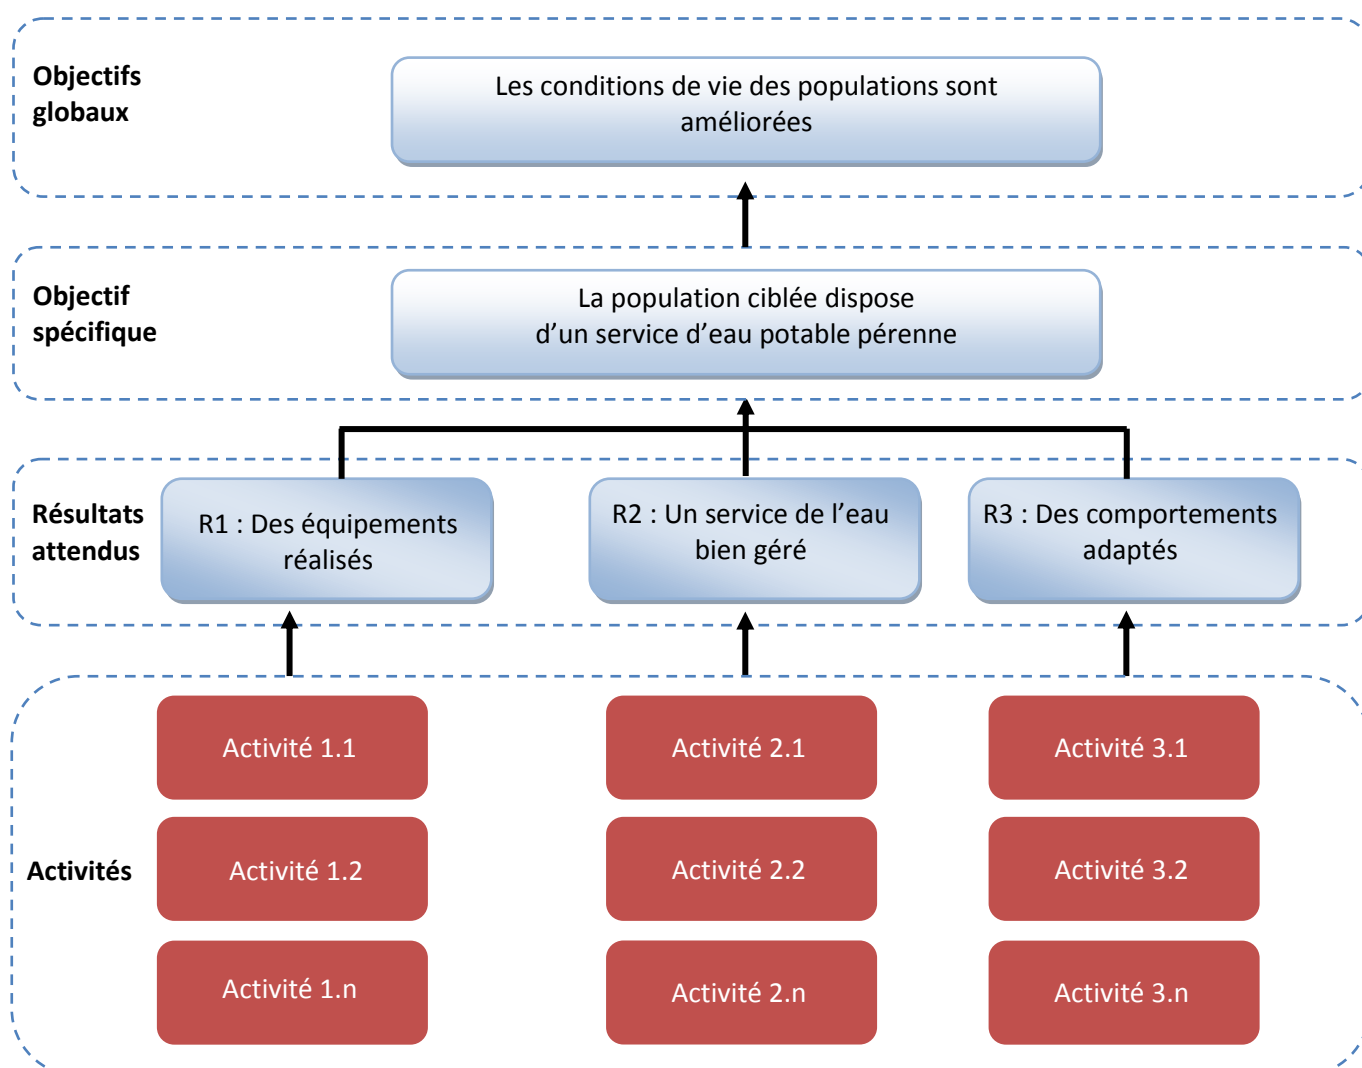 Objectifs
globaux
Les conditions de vie des populations sont
améliorées
Objectif
spécifique
La population ciblée dispose
d’un service d’eau potable pérenne
Résultats
attendus
R1 : Des équipements
réalisés
R2 : Un service de l’eau
bien géré
R3 : Des comportements
adaptés
Activités
Activité 1.1
Activité 2.1
Activité 3.1
Activité 1.2
Activité 2.2
Activité 3.2
Activité 1.n
Activité 2.n
Activité 3.n